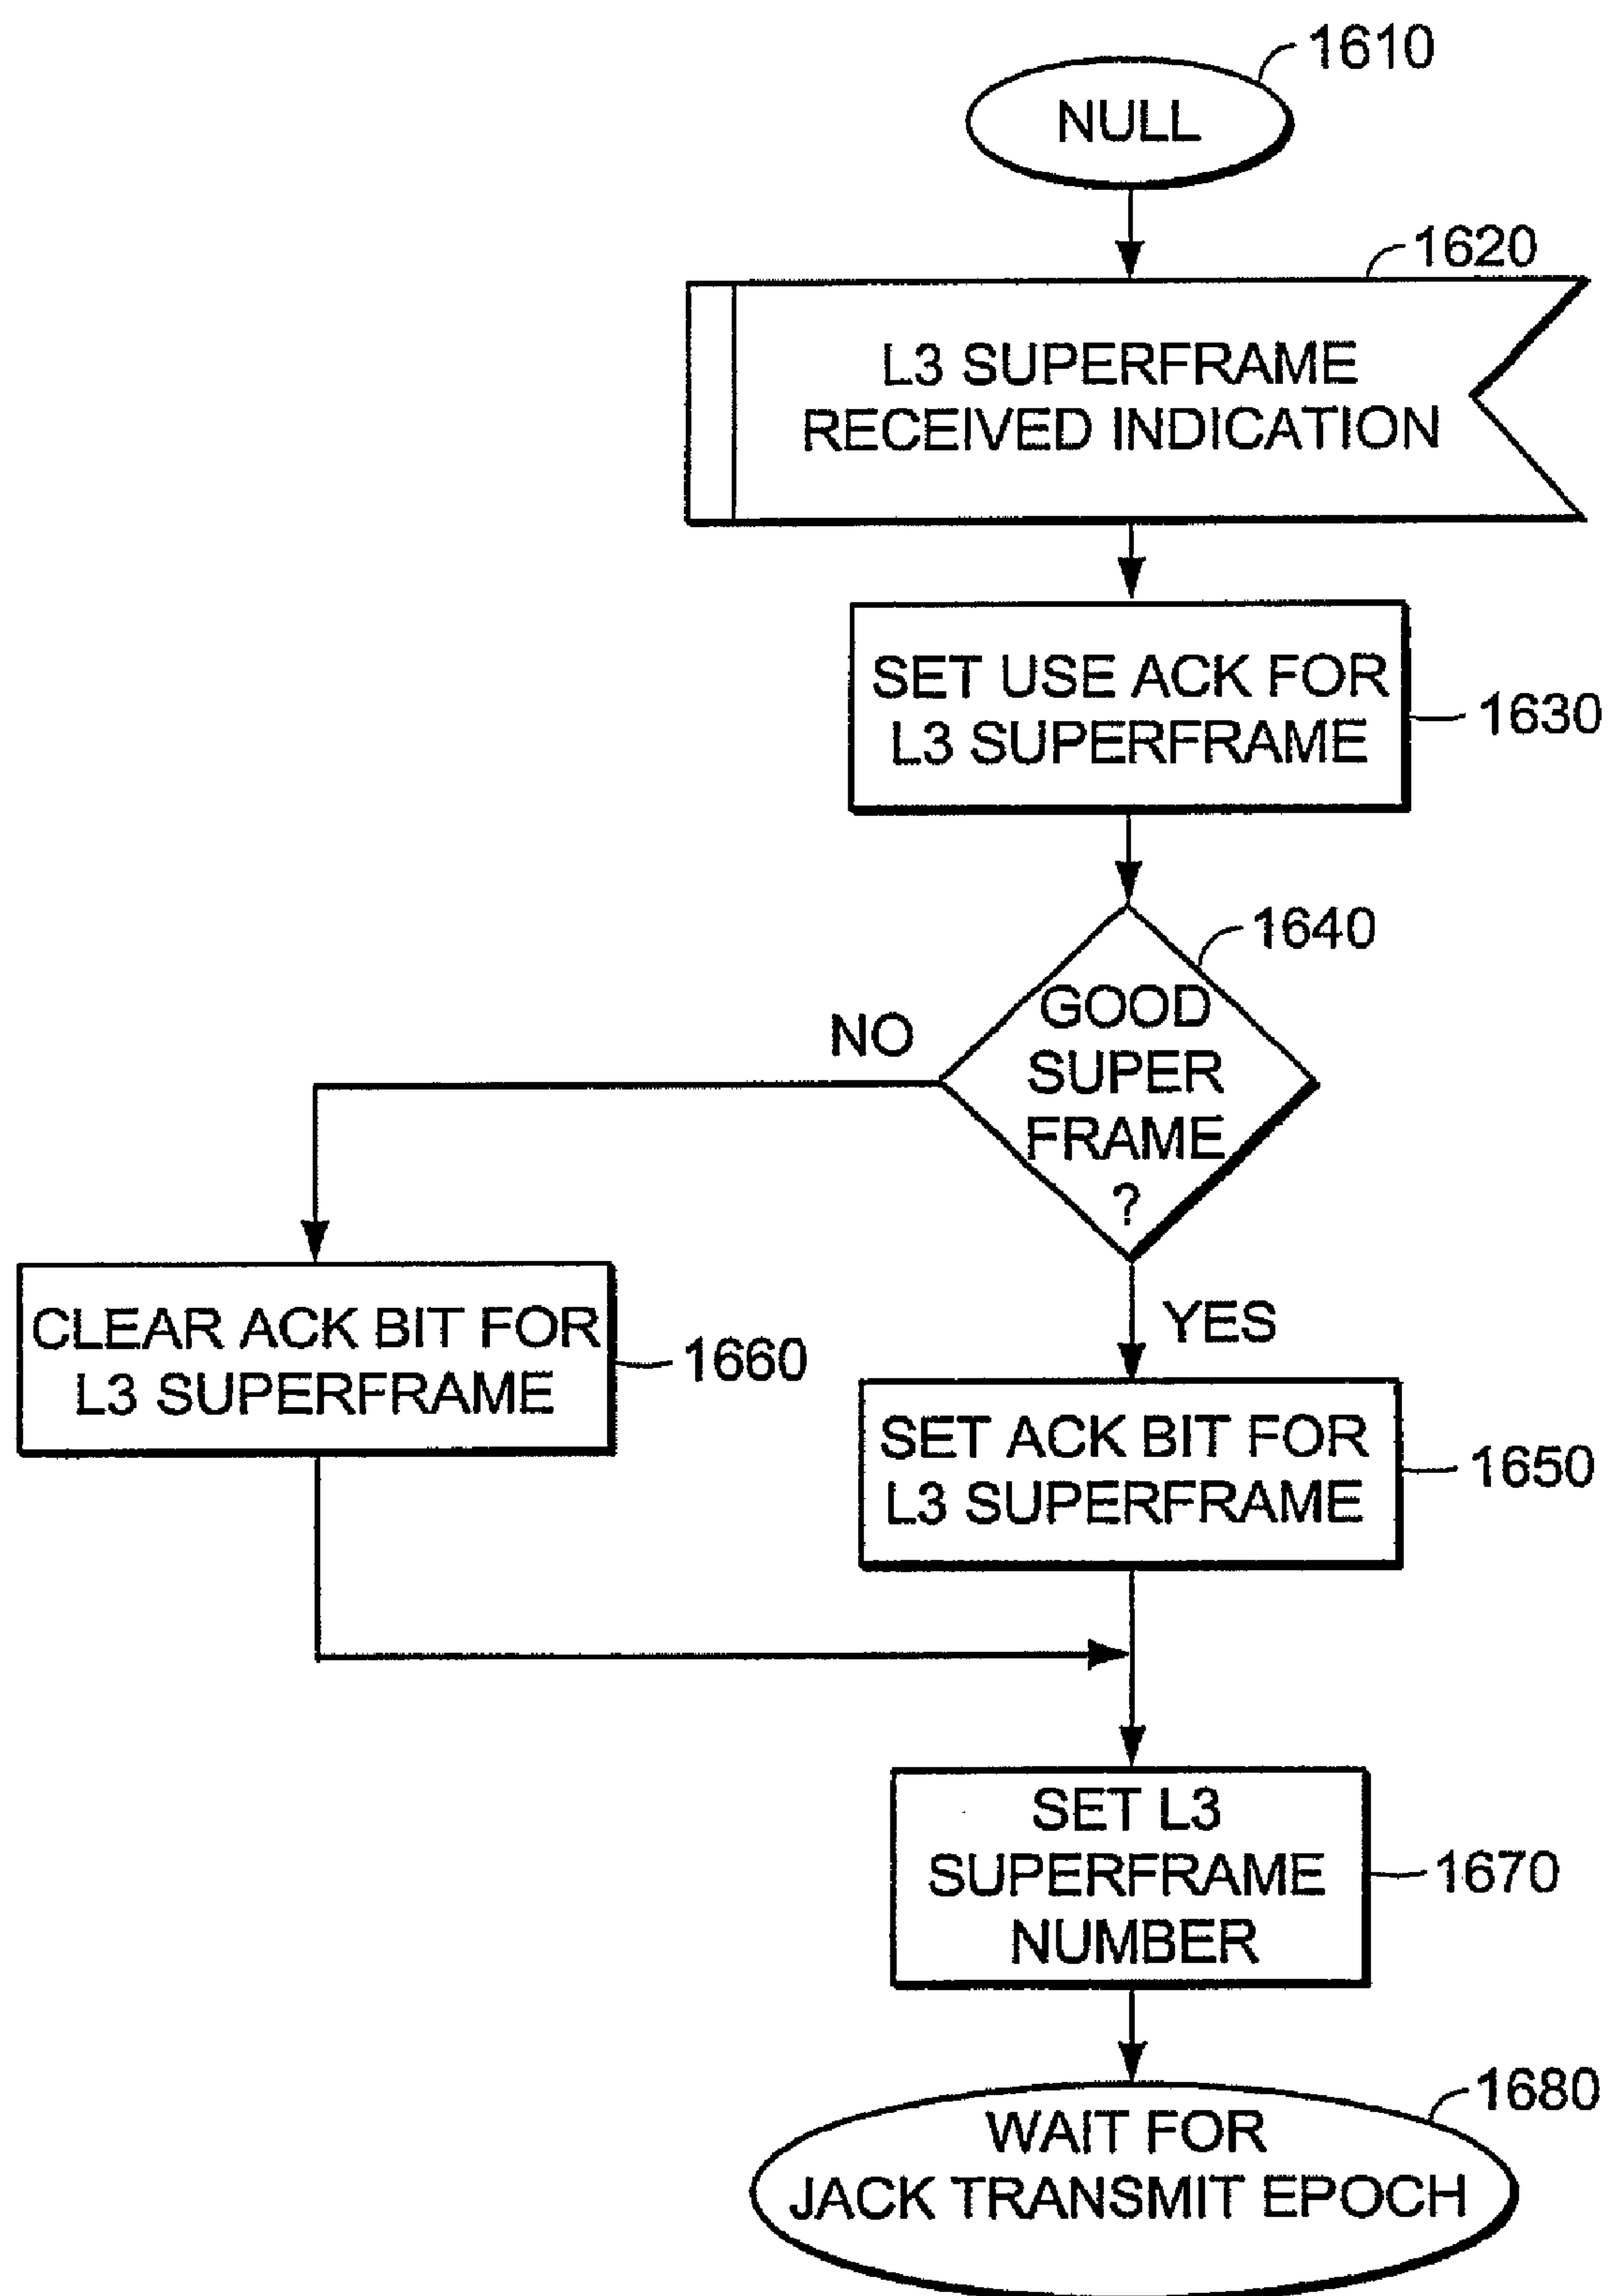 1610
NULL
1620
L3 SUPERFRAME
RECEIVED INDICATION
SET USE ACK FOR
L3 SUPERFRAME
1630
1640
GOOD
SUPER
FRAME
?
NO
YES
CLEAR ACK BIT FOR
L3 SUPERFRAME
1660
SET ACK BIT FOR
L3 SUPERFRAME
1650
SET L3
SUPERFRAME
NUMBER
1670
1680
WAIT FOR
JACK TRANSMIT EPOCH